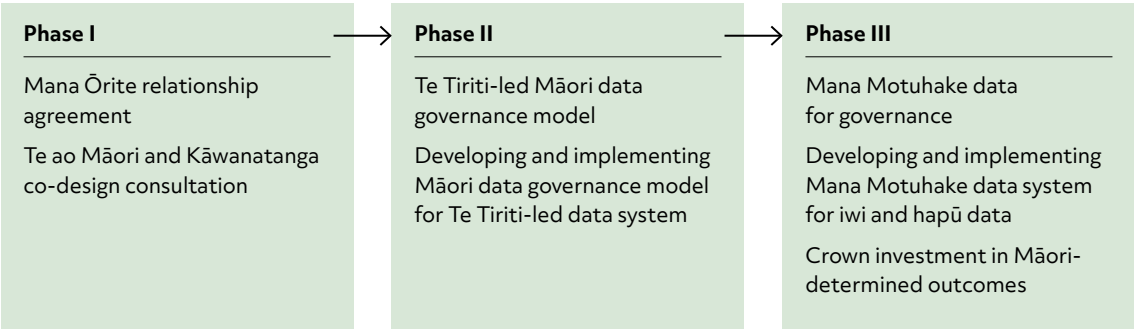 Phase I
Mana Ōrite relationship
agreement
Te ao Māori and Kāwanatanga
co-design consultation
Phase II
Te Tiriti-led Māori data
governance model
Developing and implementing
Māori data governance model
for Te Tiriti-led data system
Phase III
Mana Motuhake data
for governance
Developing and implementing
Mana Motuhake data system
for iwi and hapū data
Crown investment in Māori-
determined outcomes